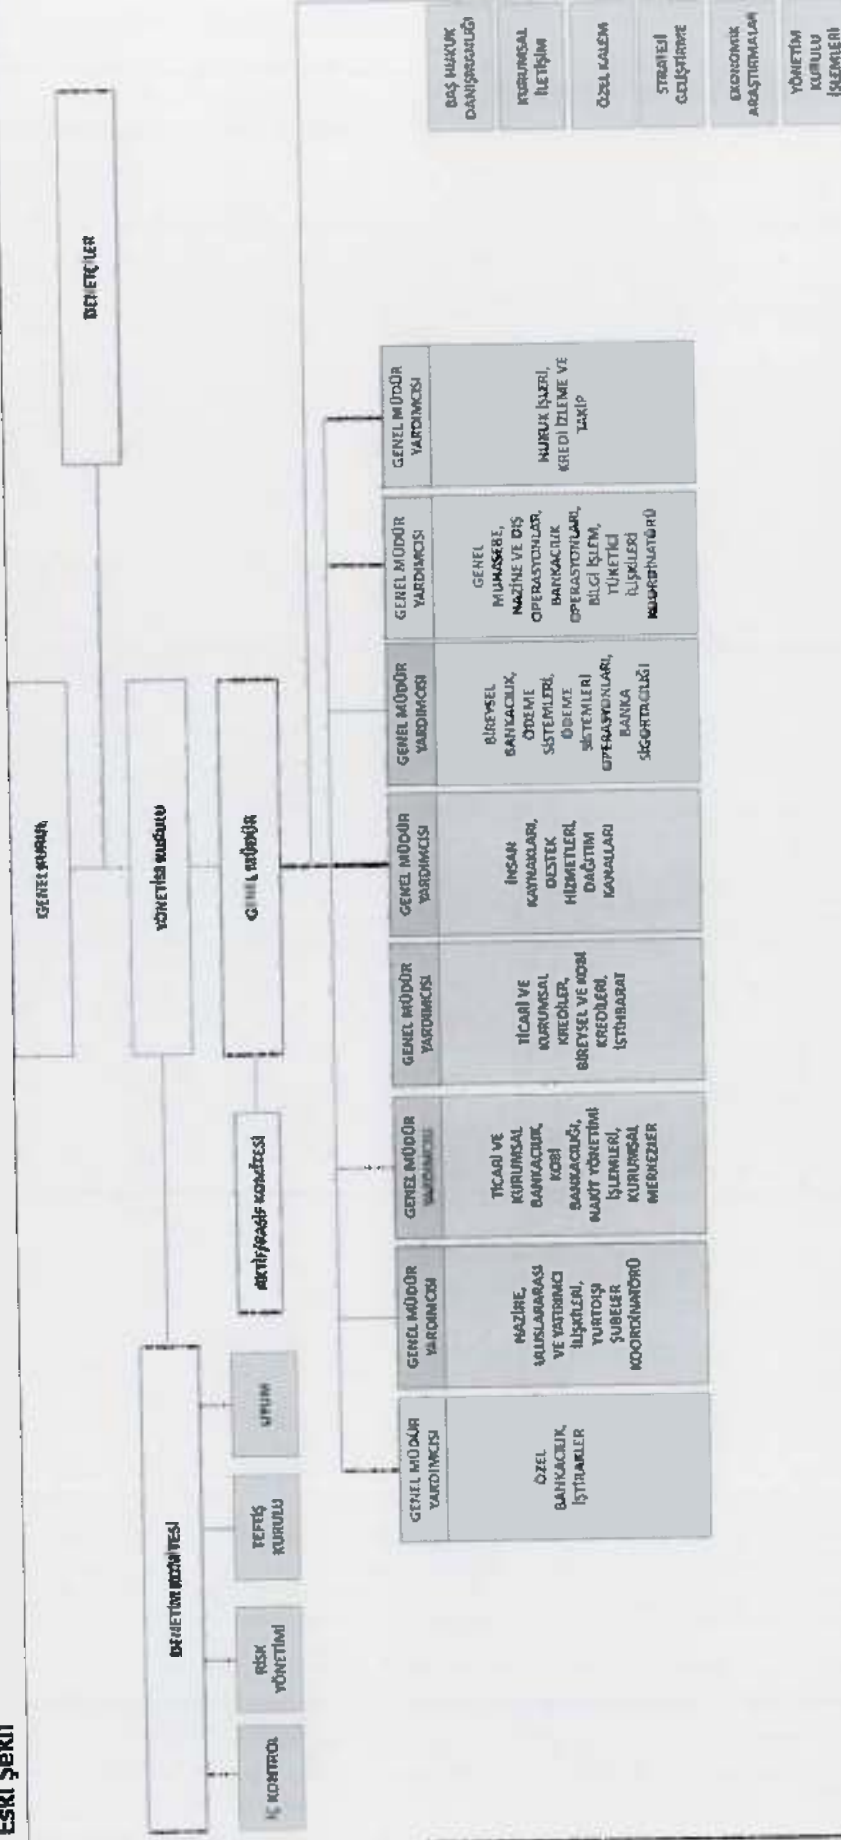 Eski Şekil
GENEL KURUL
DENETÇİLER
YÖNETİM KURULU
DENETİM KOMİTESİ
GENEL MÜDÜR
AKTİF/PASİF KOMİTESİ
İÇ KONTROL
RİSK
YÖNETİMİ
TEFTİŞ
KURULU
UYUM
GENEL MÜDÜR
YARDIMCISI
ÖZEL
BANKACILIK,
İŞTİRAKLER
GENEL MÜDÜR
YARDIMCISI
HAZİNE,
ULUSLARARASI
VE YATIRIMCI
İLİŞKİLERİ,
YURTDIŞI
ŞUBELER
KOORDİNATÖRÜ
GENEL MÜDÜR
YARDIMCISI
TİCARİ VE
KURUMSAL
BANKACILIK,
KOBİ
BANKACILIĞI,
NAKİT YÖNETİMİ
İŞLEMLERİ,
KURUMSAL
MERKEZLER
GENEL MÜDÜR
YARDIMCISI
TİCARİ VE
KURUMSAL
KREDİLER,
BİREYSEL VE KOBİ
KREDİLERİ,
İSTİHBARAT
GENEL MÜDÜR
YARDIMCISI
İNSAN
KAYNAKLARI,
DESTEK
HİZMETLERİ,
DAĞITIM
KANALLARI
GENEL MÜDÜR
YARDIMCISI
BİREYSEL
BANKACILIK,
ÖDEME
SİSTEMLERİ,
ÖDEME
SİSTEMLERİ
OPERASYONLARI,
BANKA
SİGORTACILIĞI
GENEL MÜDÜR
YARDIMCISI
GENEL
MUHASEBE,
HAZİNE VE DIŞ
OPERASYONLAR,
BANKACILIK
OPERASYONLARI,
BİLGİ İŞLEM,
TÜKETİCİ
İLİŞKİLERİ
KOORDİNATÖRÜ
GENEL MÜDÜR
YARDIMCISI
HUKUK İŞLERİ,
KREDİ İZLEME VE
TAKİP
BAŞ HUKUK
DANIŞMANLIĞI
KURUMSAL
İLETİŞİM
ÖZEL KALEM
STRATEJİ
GELİŞTİRME
EKONOMİK
ARAŞTIRMALAR
YÖNETİM
KURULU
İŞLEMLERİ